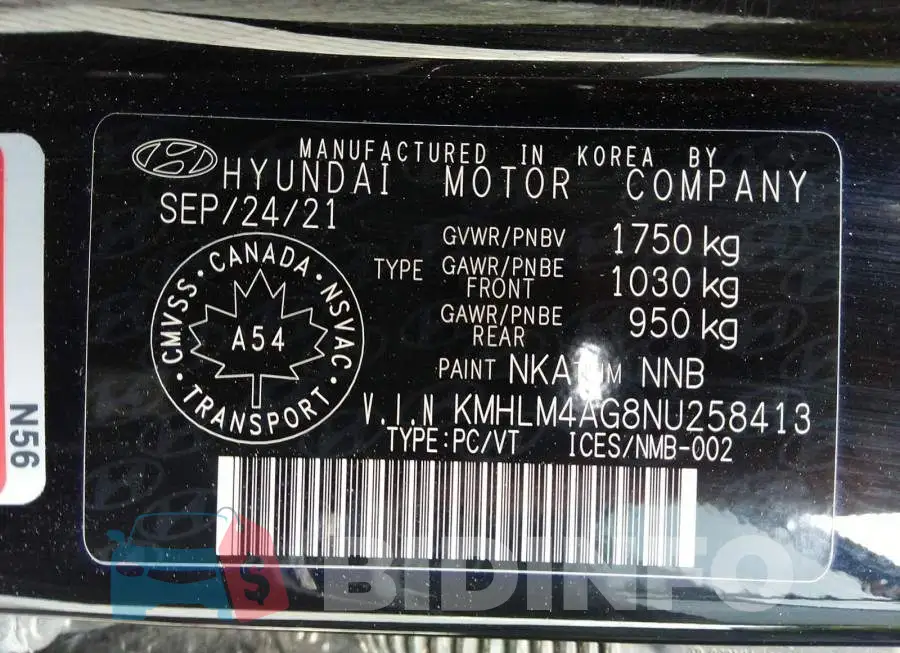 MANUFACTURED IN KOREA BY
HYUNDAI MOTOR COMPANY
SEP/24/21
GVWR/PNBV 1750 kg
TYPE GAWR/PNBE FRONT 1030 kg
GAWR/PNBE REAR 950 kg
PAINT NKA NNB
V.I.N KMHLM4AG8NU258413
TYPE:PC/VT ICES/NMB-002
CMVSS · CANADA · NSVAC · TRANSPORT ·
A54
N56
BIDINFO